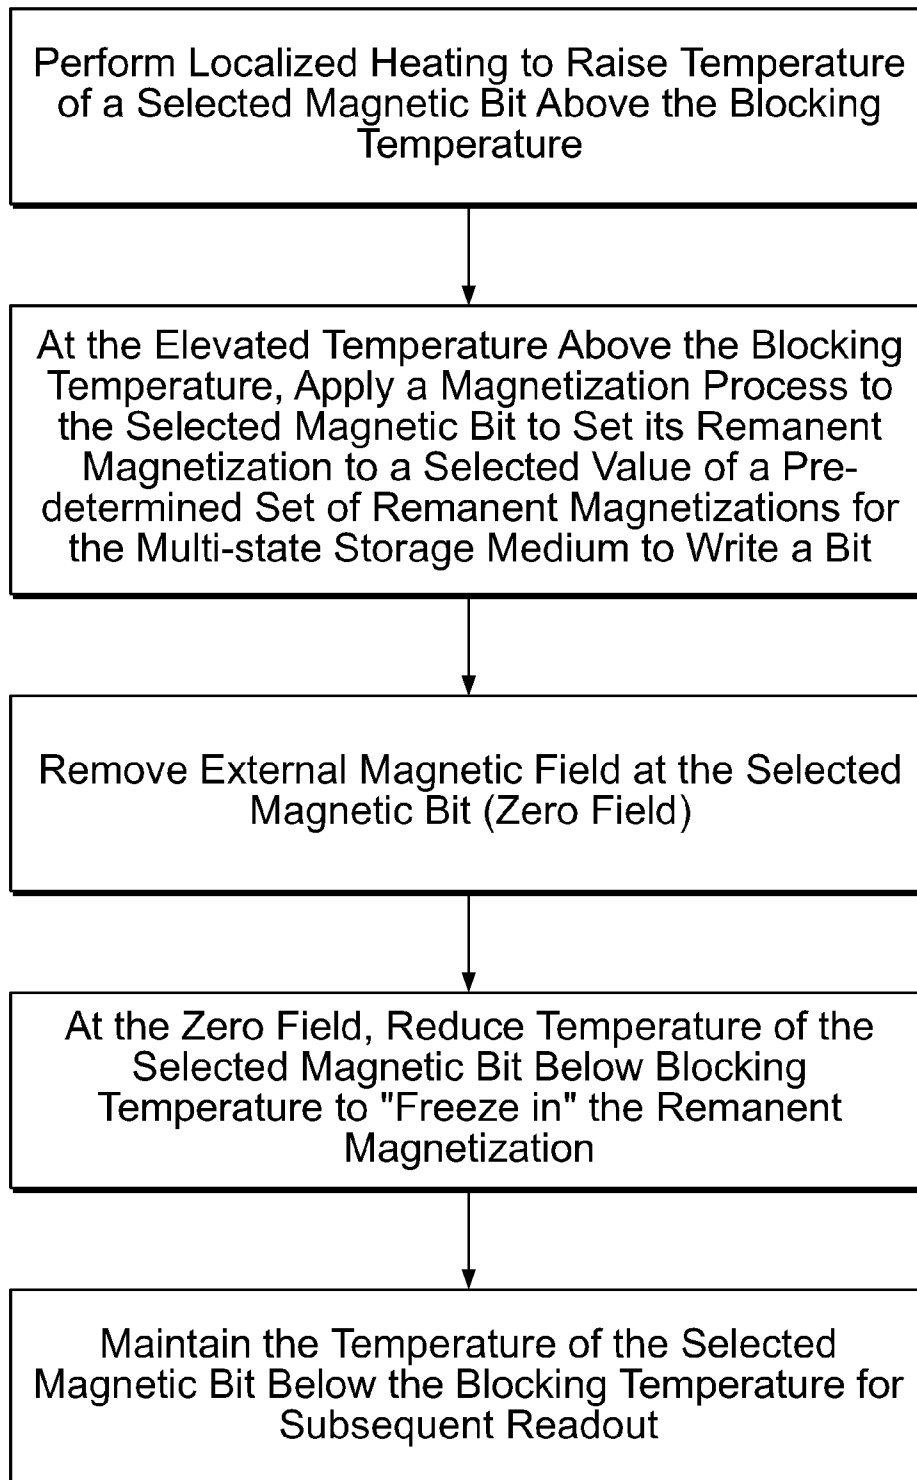 Perform Localized Heating to Raise Temperature
of a Selected Magnetic Bit Above the Blocking
Temperature
At the Elevated Temperature Above the Blocking
Temperature, Apply a Magnetization Process to
the Selected Magnetic Bit to Set its Remanent
Magnetization to a Selected Value of a Pre-
determined Set of Remanent Magnetizations for
the Multi-state Storage Medium to Write a Bit
Remove External Magnetic Field at the Selected
Magnetic Bit (Zero Field)
At the Zero Field, Reduce Temperature of the
Selected Magnetic Bit Below Blocking
Temperature to "Freeze in" the Remanent
Magnetization
Maintain the Temperature of the Selected
Magnetic Bit Below the Blocking Temperature for
Subsequent Readout